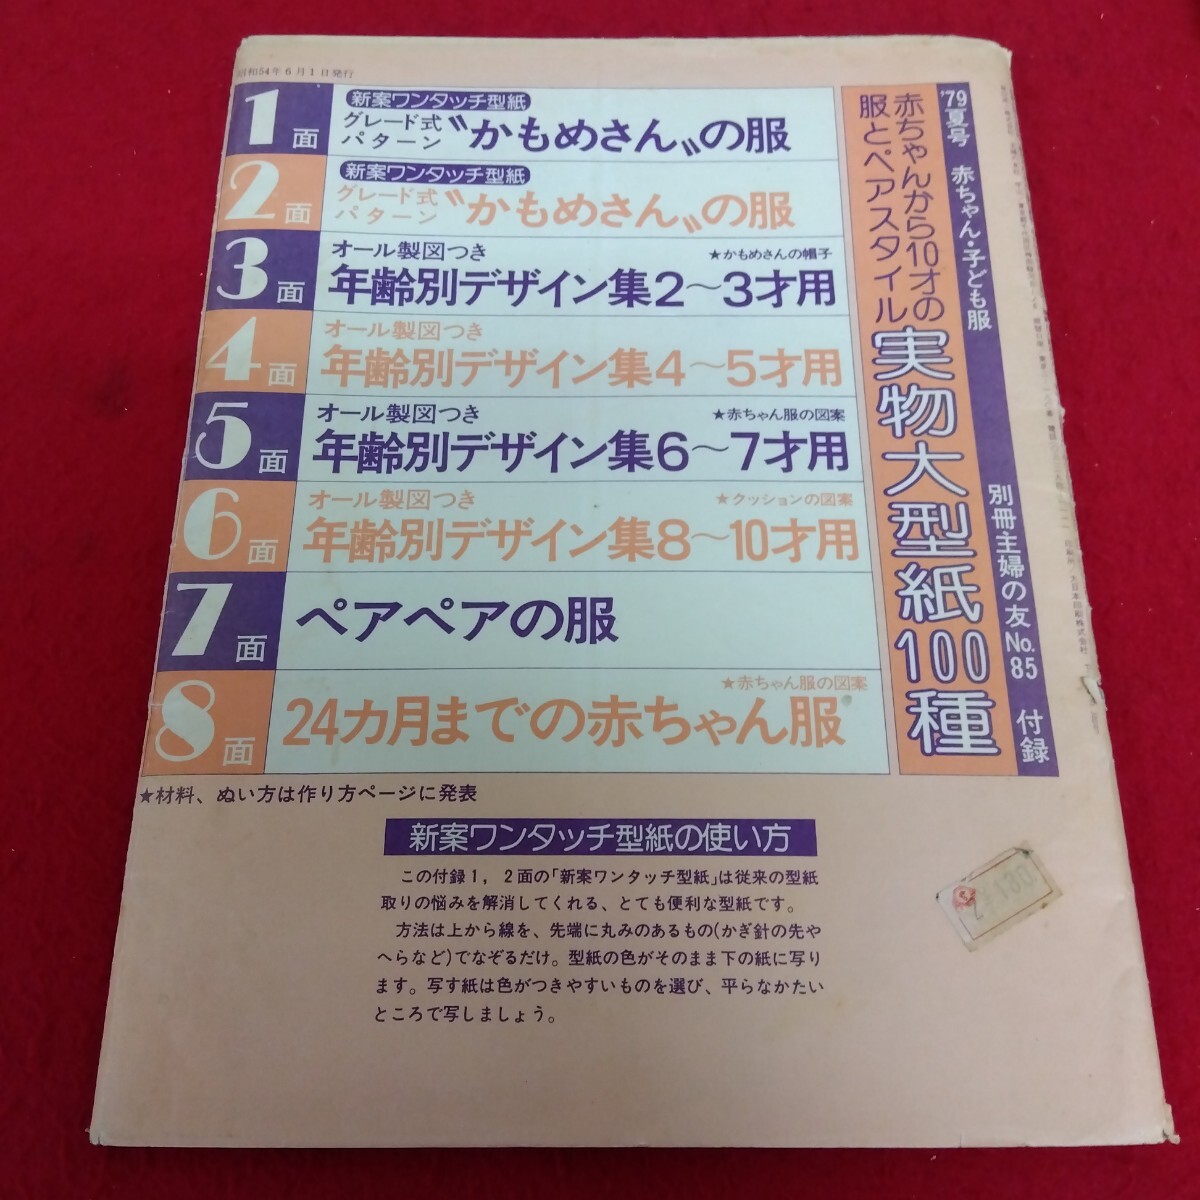 昭和54年6月1日発行
1面
新案ワンタッチ型紙
グレード式
パターン
〝かもめさん〟の服
2面
新案ワンタッチ型紙
グレード式
パターン
〝かもめさん〟の服
3面
オール製図つき
★かもめさんの帽子
年齢別デザイン集2～3才用
4面
オール製図つき
年齢別デザイン集4～5才用
5面
オール製図つき
★赤ちゃん服の図案
年齢別デザイン集6～7才用
6面
オール製図つき
★クッションの図案
年齢別デザイン集8～10才用
7面
ペアペアの服
8面
★赤ちゃん服の図案
24カ月までの赤ちゃん服
'79夏号 赤ちゃん・子ども服 別冊主婦の友No.85 付録
赤ちゃんから10才の
服とペアスタイル
実物大型紙100種
★材料、ぬい方は作り方ページに発表
新案ワンタッチ型紙の使い方
この付録1，2面の「新案ワンタッチ型紙」は従来の型紙
取りの悩みを解消してくれる、とても便利な型紙です。
方法は上から線を、先端に丸みのあるもの(かぎ針の先や
へらなど)でなぞるだけ。型紙の色がそのまま下の紙に写り
ます。写す紙は色がつきやすいものを選び、平らなかたい
ところで写しましょう。
大日本印刷株式会社